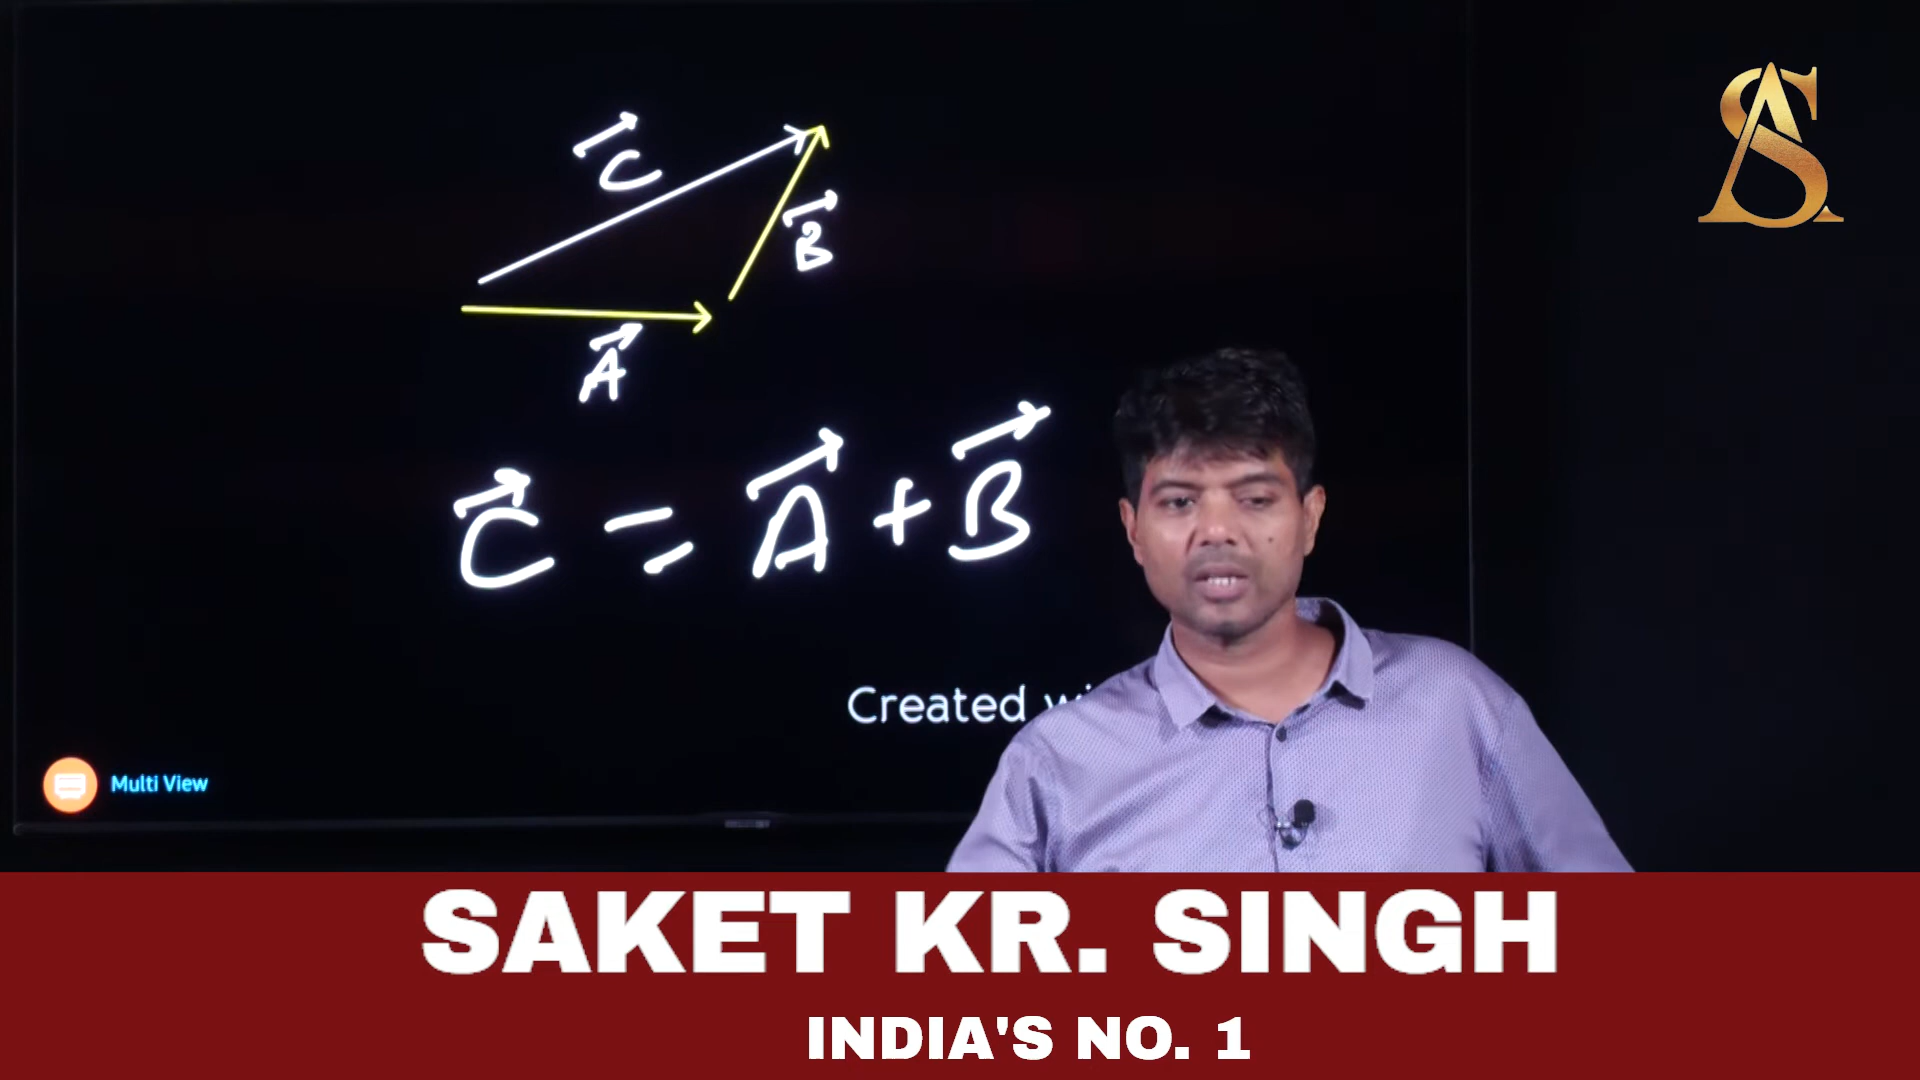 C⃗
B⃗
A⃗
C⃗ = A⃗ + B⃗
Created
Multi View
SAKET KR. SINGH
INDIA'S NO. 1